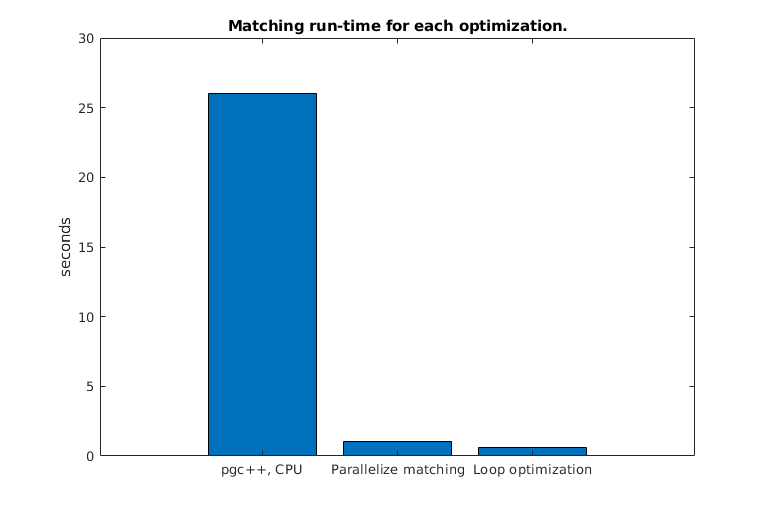 Matching run-time for each optimization.
30
25
20
15
10
5
0
seconds
pgc++, CPU
Parallelize matching
Loop optimization